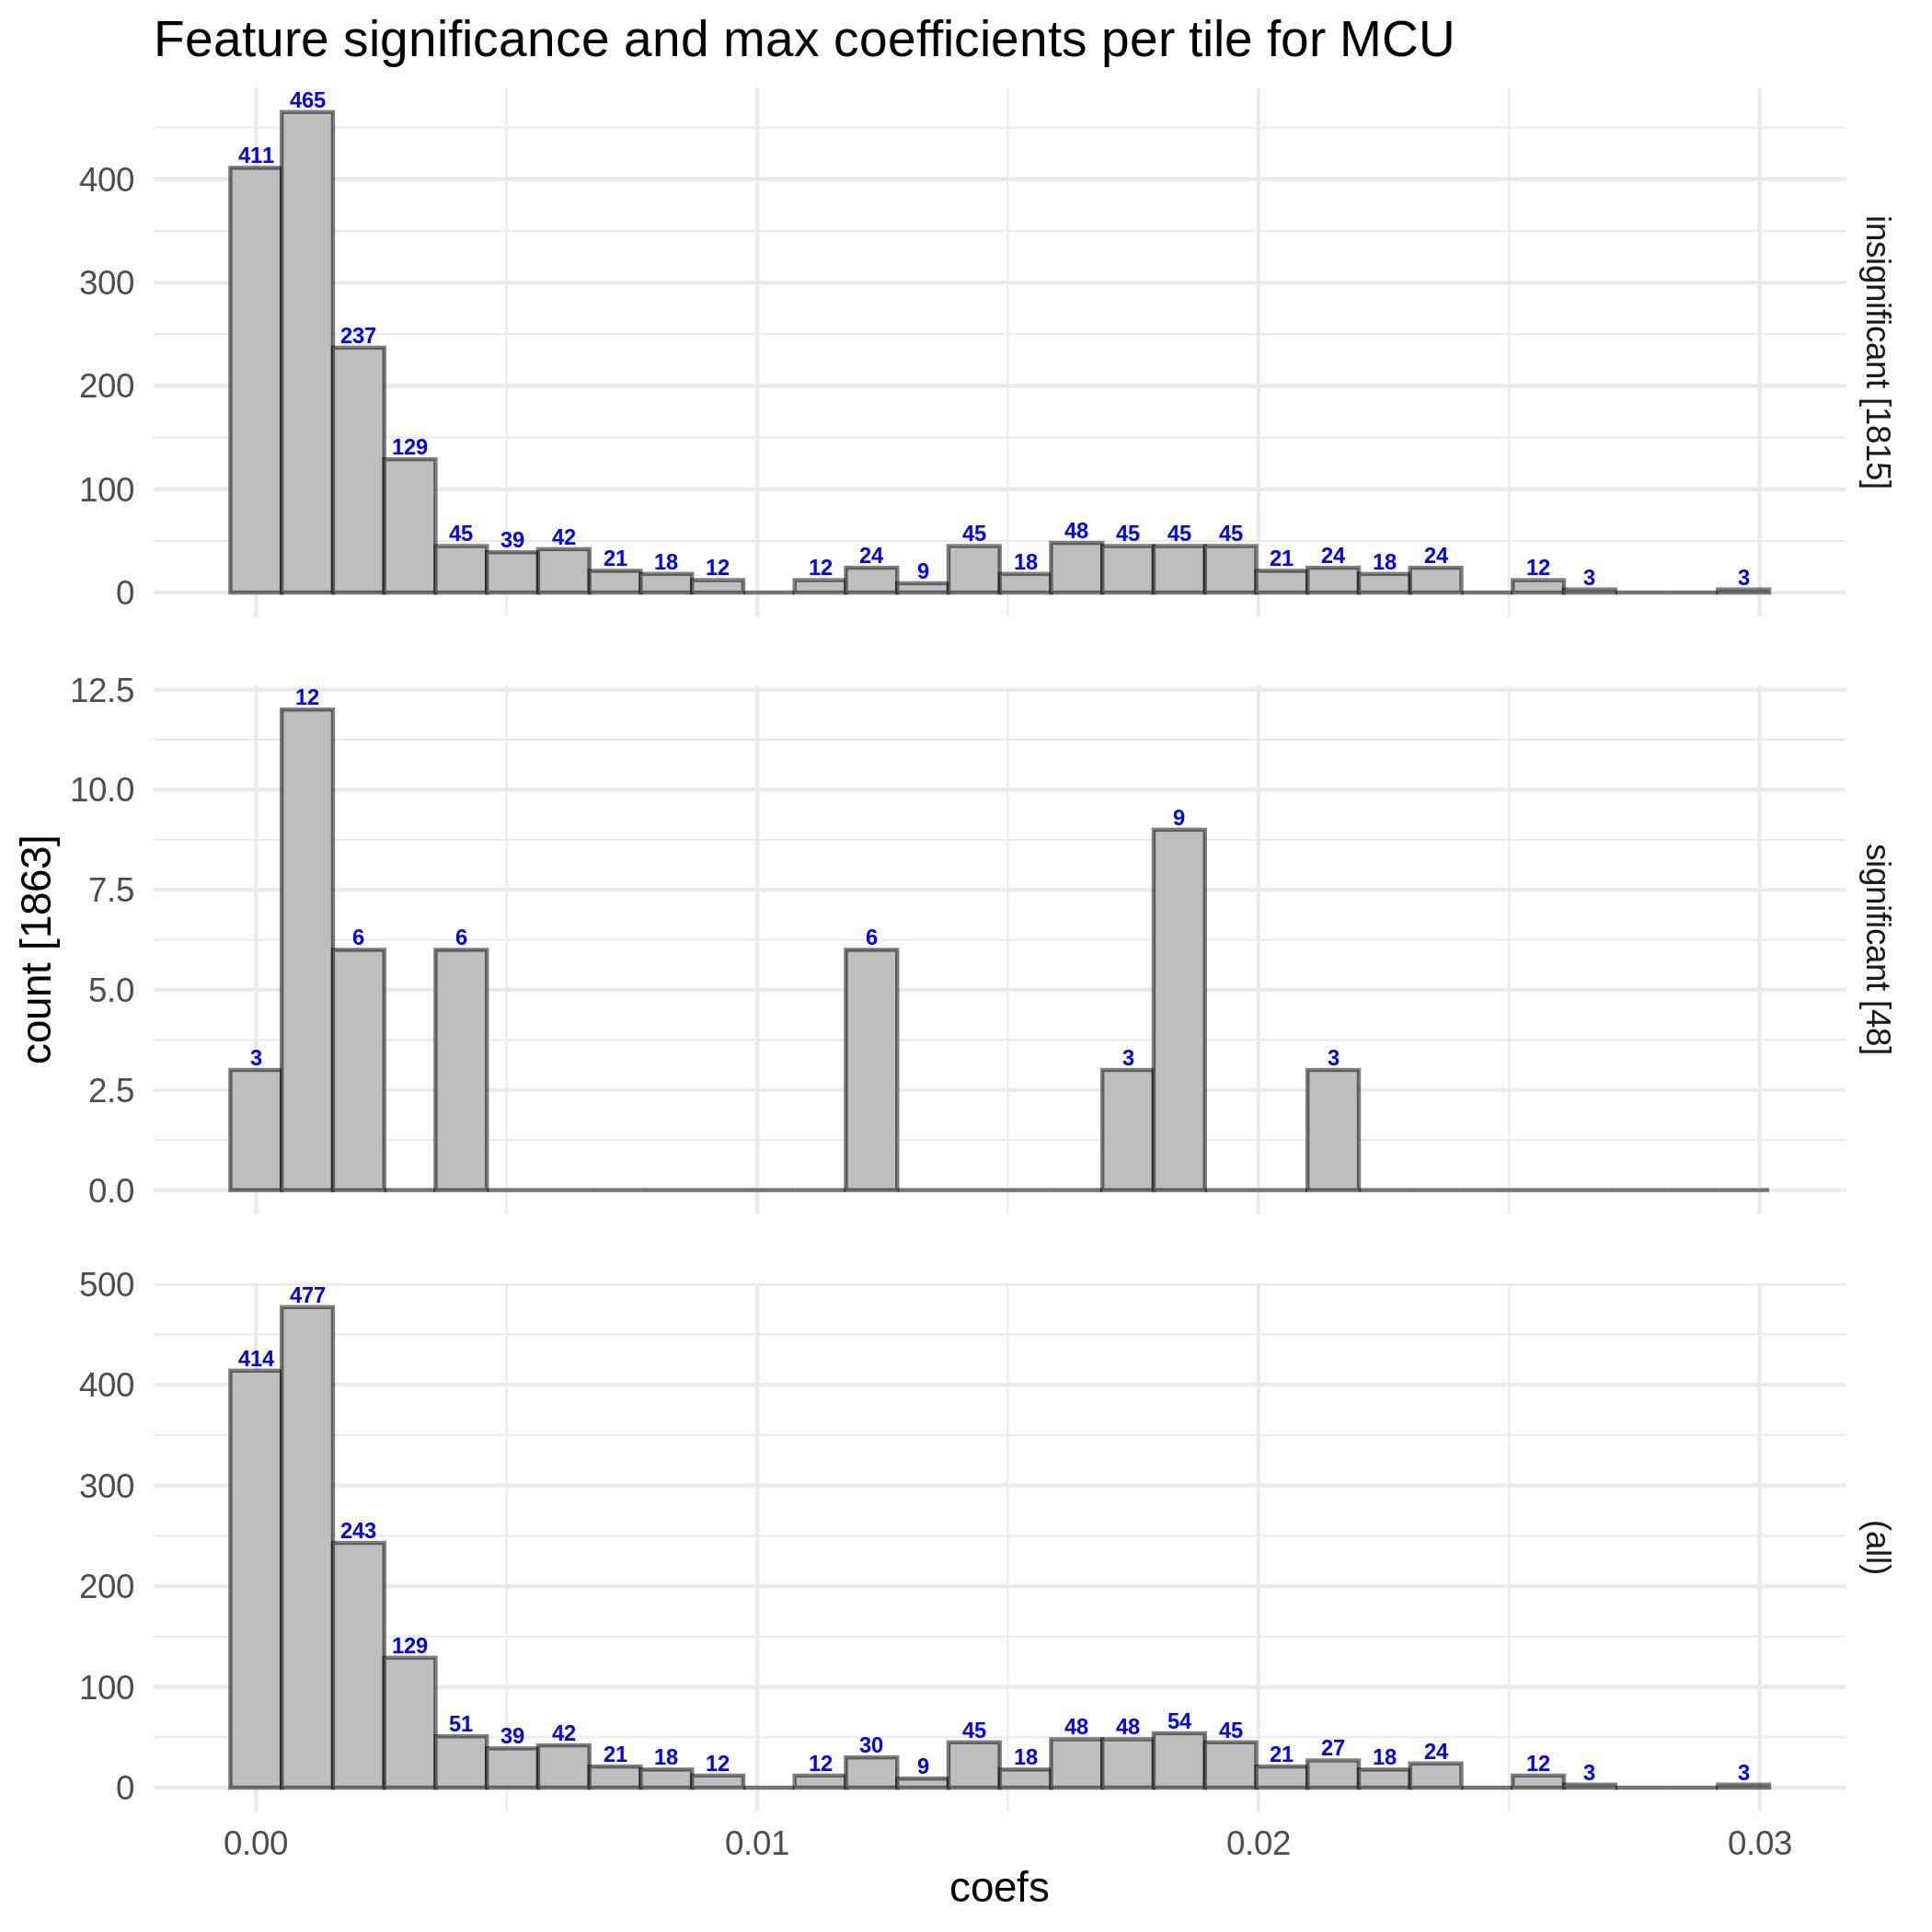 Feature significance and max coefficients per tile for MCU
465
411
400
300
237
200
129
100
45 39 42 21 18 12 12 24 9 45 18 48 45 45 45 21 24 18 24 12 3 3
0
insignificant [1815]
12.5
12
10.0
9
7.5
6 6 6
5.0
3 3 3
2.5
0.0
significant [48]
count [1863]
500
477
414
400
300
243
200
129
100
51 39 42 21 18 12 12 30 9 45 18 48 48 54 45 21 27 18 24 12 3 3
0
(all)
0.00 0.01 0.02 0.03
coefs